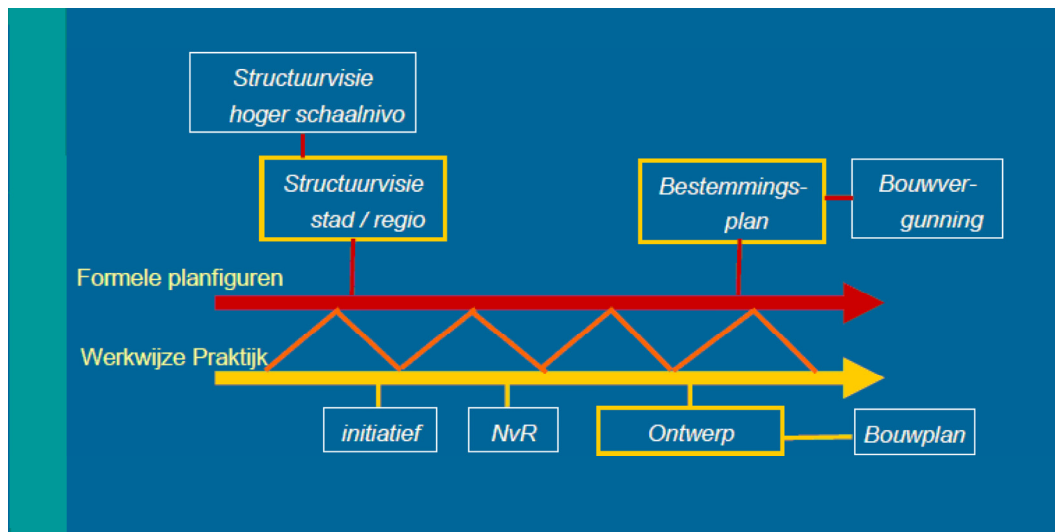 Structuurvisie
hoger schaalnivo
Structuurvisie
stad / regio
Bestemmings-
plan
Bouwver-
gunning
Formele planfiguren
Werkwijze Praktijk
initiatief
NvR
Ontwerp
Bouwplan